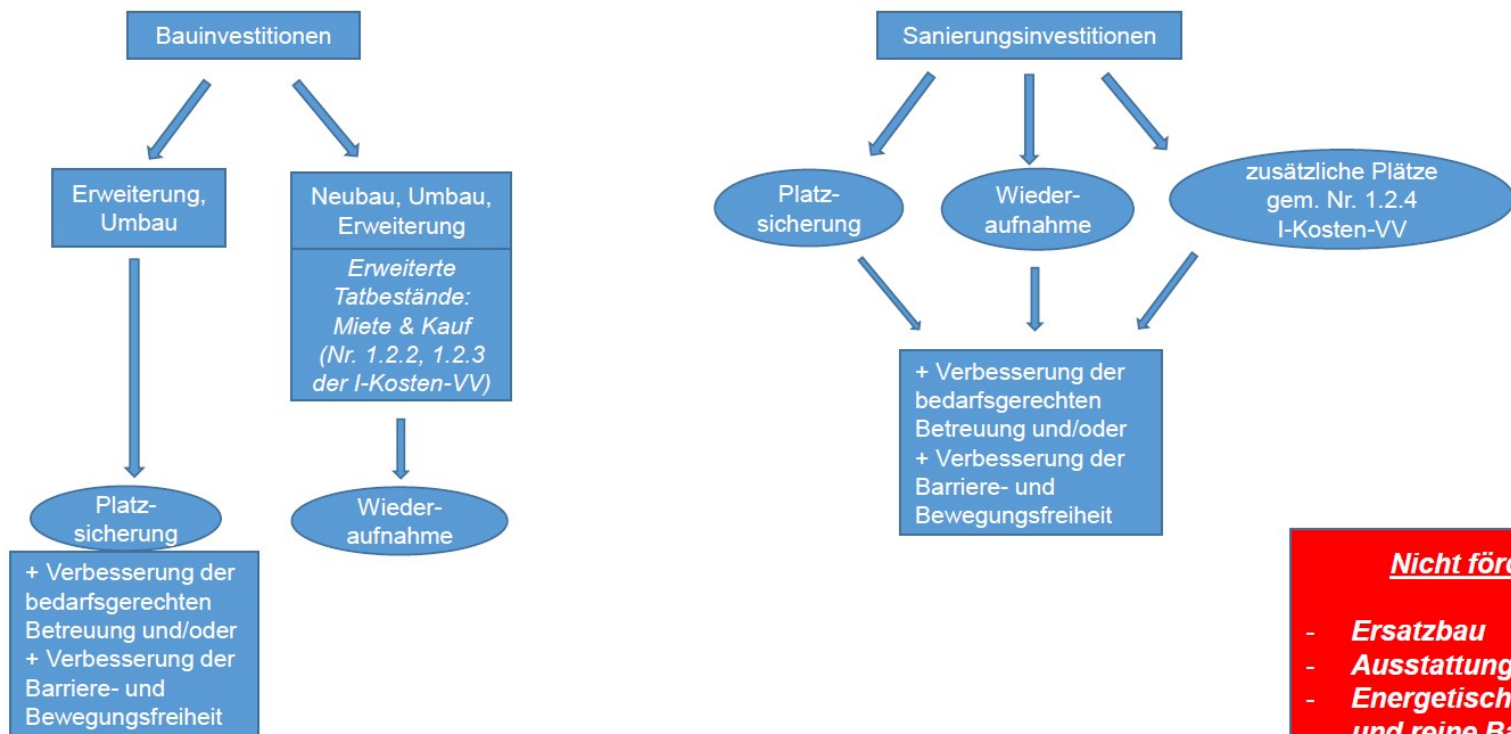 Bauinvestitionen
Erweiterung,
Umbau
Neubau, Umbau,
Erweiterung
Erweiterte
Tatbestände:
Miete & Kauf
(Nr. 1.2.2, 1.2.3
der I-Kosten-VV)
Platz-
sicherung
Wieder-
aufnahme
+ Verbesserung der
bedarfsgerechten
Betreuung und/oder
+ Verbesserung der
Barriere- und
Bewegungsfreiheit
Sanierungsinvestitionen
Platz-
sicherung
Wieder-
aufnahme
zusätzliche Plätze
gem. Nr. 1.2.4
I-Kosten-VV
+ Verbesserung der
bedarfsgerechten
Betreuung und/oder
+ Verbesserung der
Barriere- und
Bewegungsfreiheit
Nicht
- Ersatzbau
- Ausstattung
- Energetisch
und reine